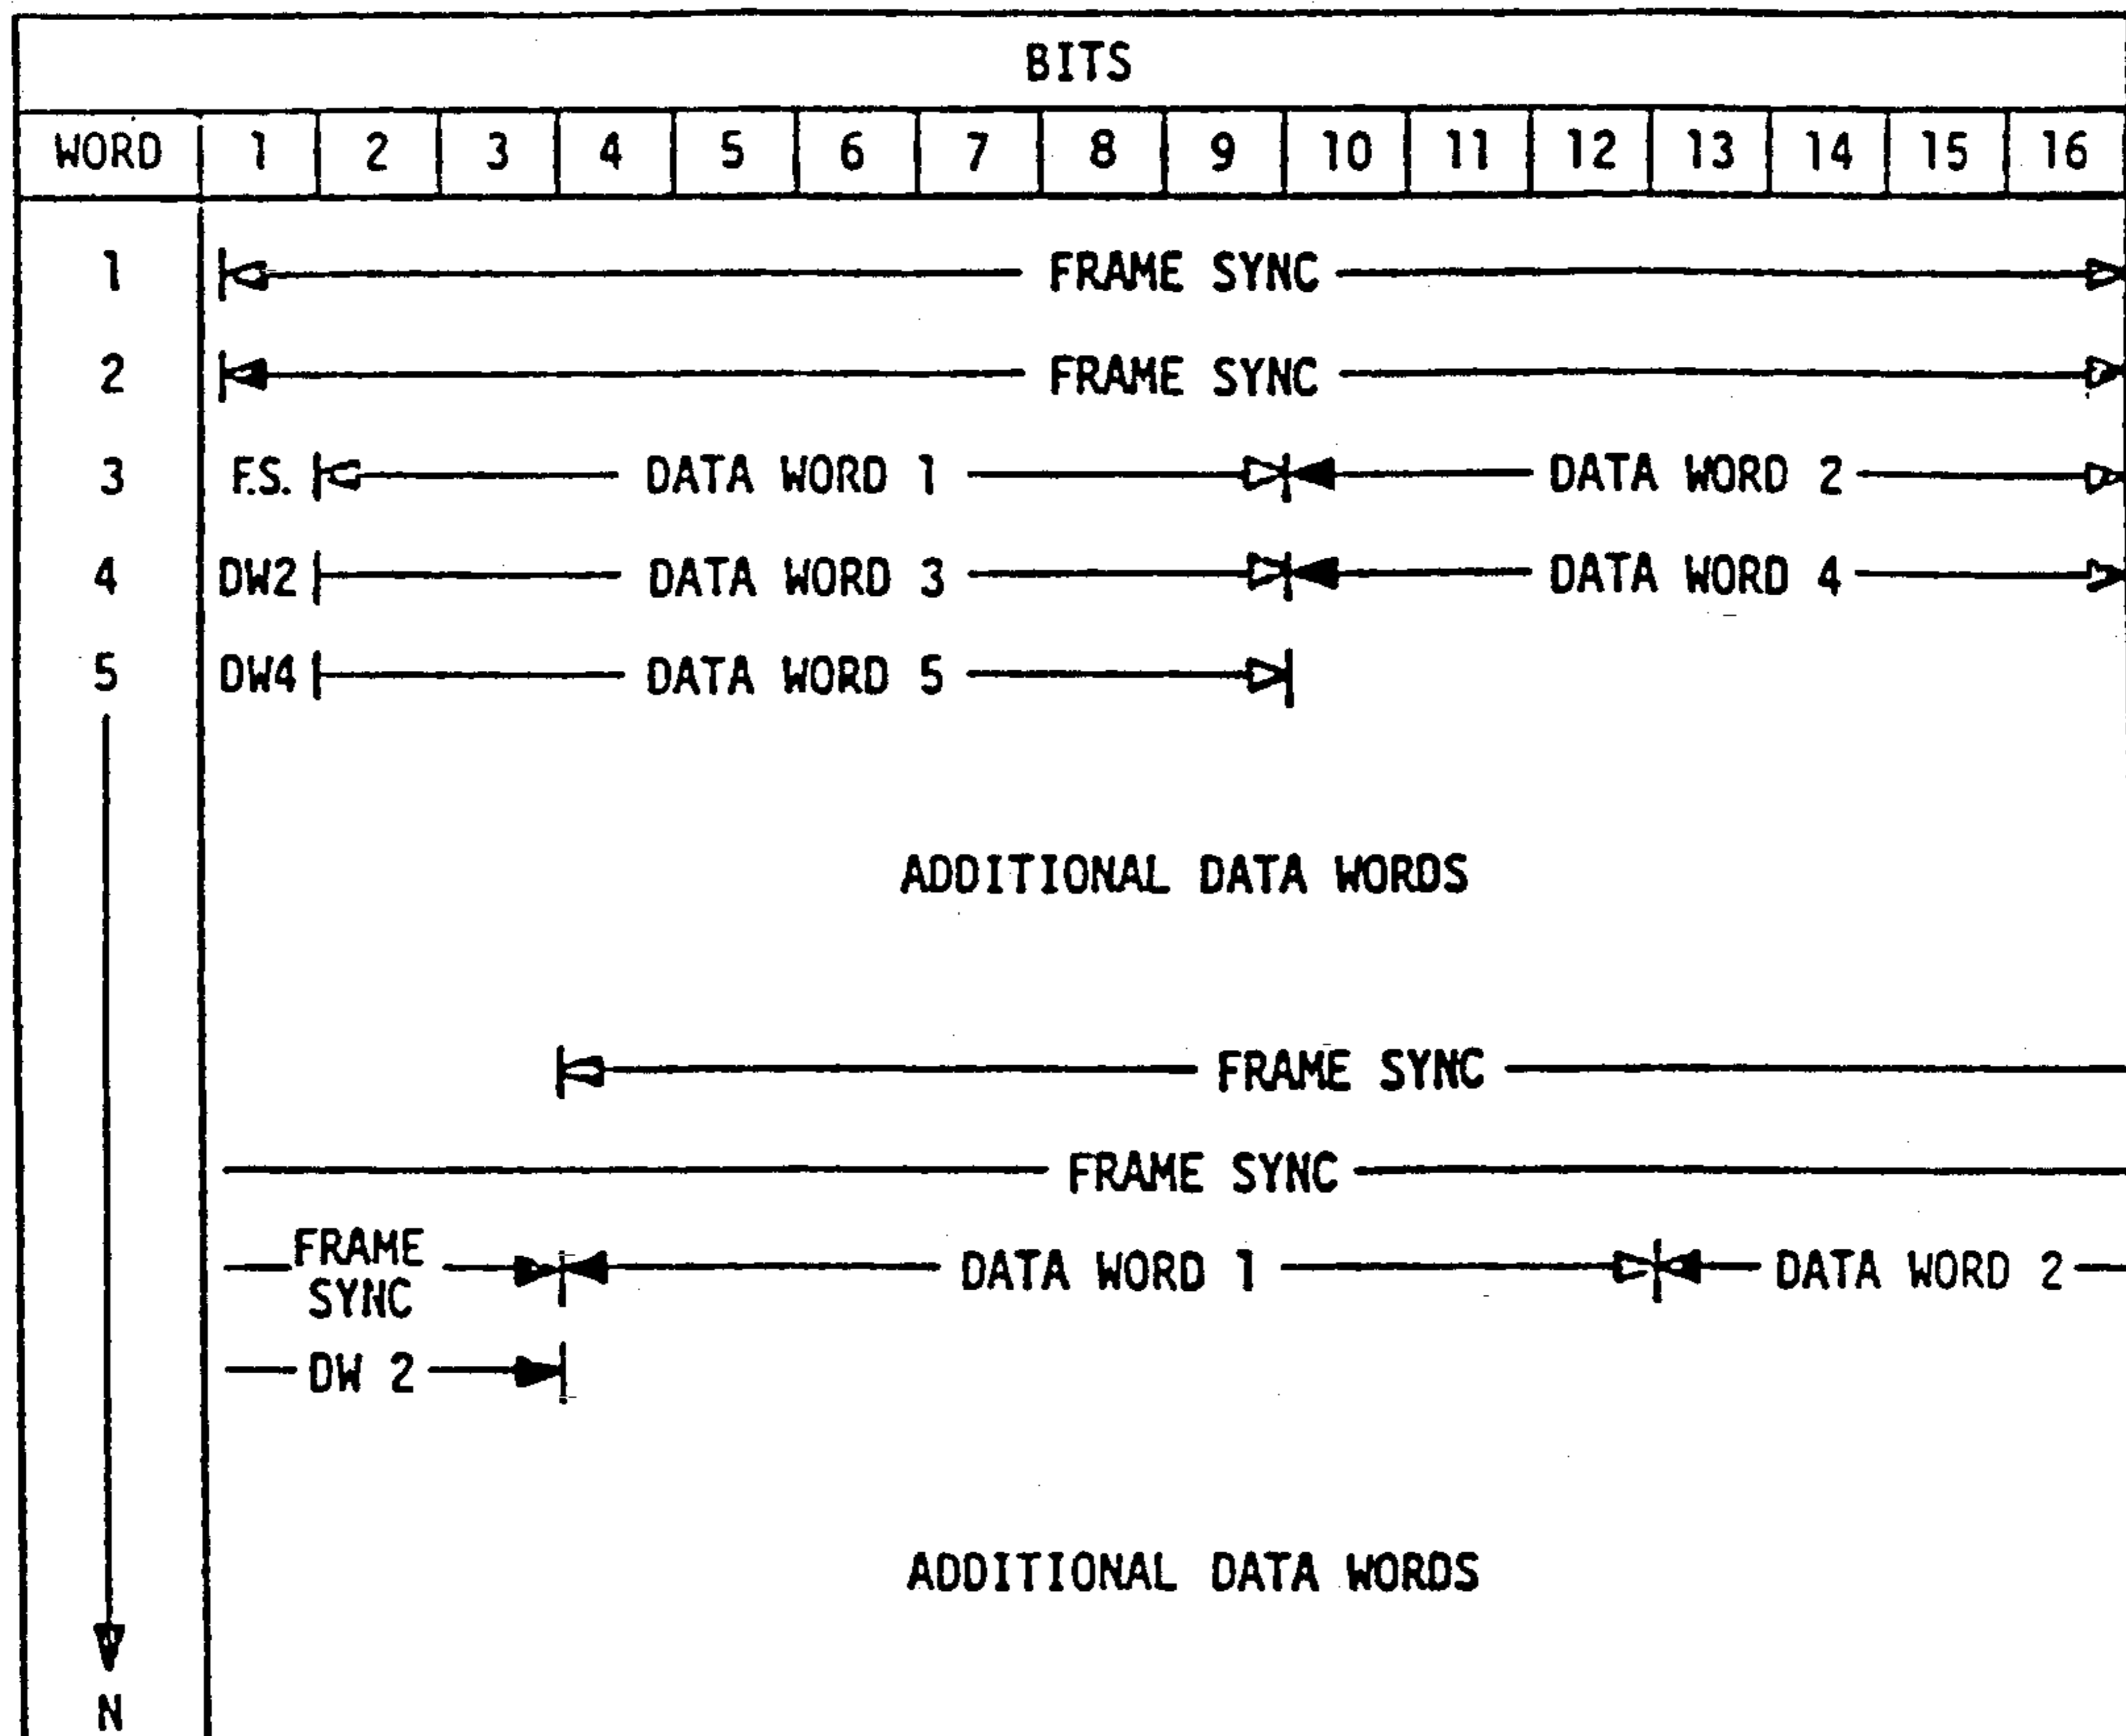 BITS
WORD 1 2 3 4 5 6 7 8 9 10 11 12 13 14 15 16
1 FRAME SYNC
2 FRAME SYNC
3 F.S. DATA WORD 1 DATA WORD 2
4 DW2 DATA WORD 3 DATA WORD 4
5 DW4 DATA WORD 5
ADDITIONAL DATA WORDS
FRAME SYNC
FRAME SYNC
FRAME
SYNC DATA WORD 1 DATA WORD 2
DW 2
ADDITIONAL DATA WORDS
N